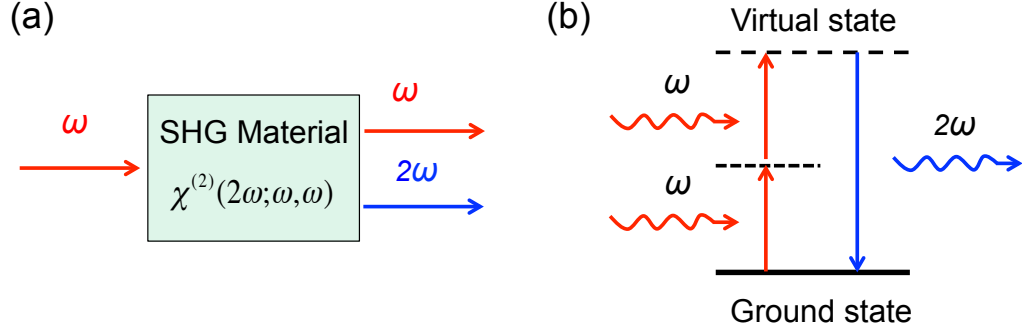 (a)
ω
SHG Material
χ⁽²⁾(2ω;ω,ω)
ω
2ω
(b)
Virtual state
ω
ω
2ω
Ground state